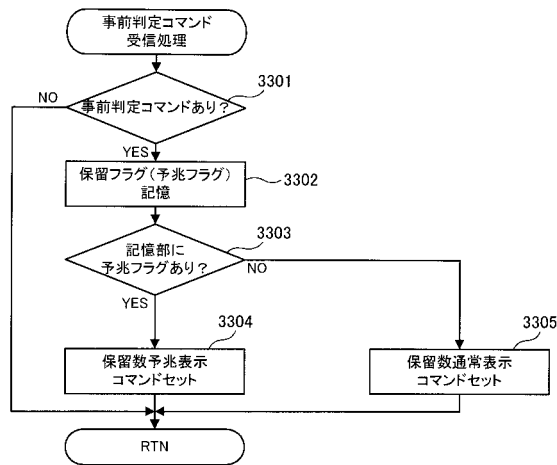 事前判定コマンド
受信処理
3301
NO
事前判定コマンドあり?
YES
保留フラグ(予兆フラグ)
記憶
3302
3303
記憶部に
予兆フラグあり?
NO
YES
3304
3305
保留数予兆表示
コマンドセット
保留数通常表示
コマンドセット
RTN